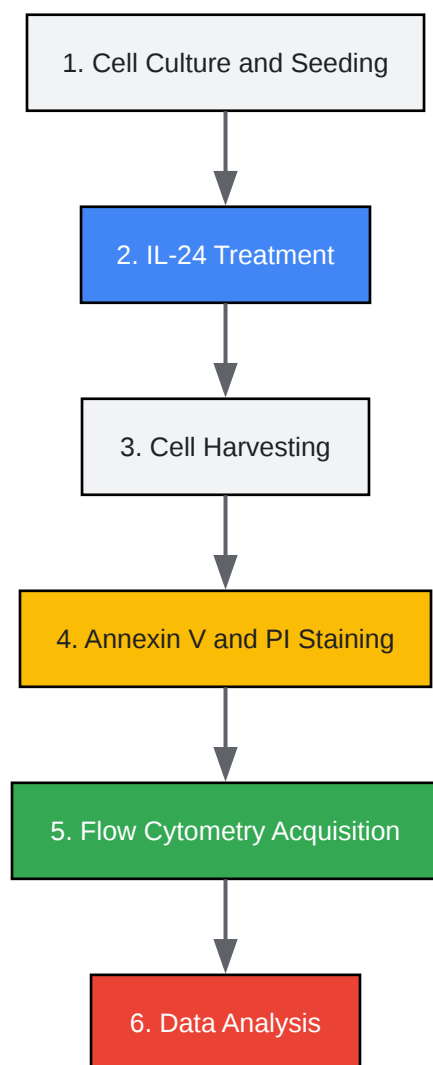 1. Cell Culture and Seeding
2. IL-24 Treatment
3. Cell Harvesting
4. Annexin V and PI Staining
5. Flow Cytometry Acquisition
6. Data Analysis